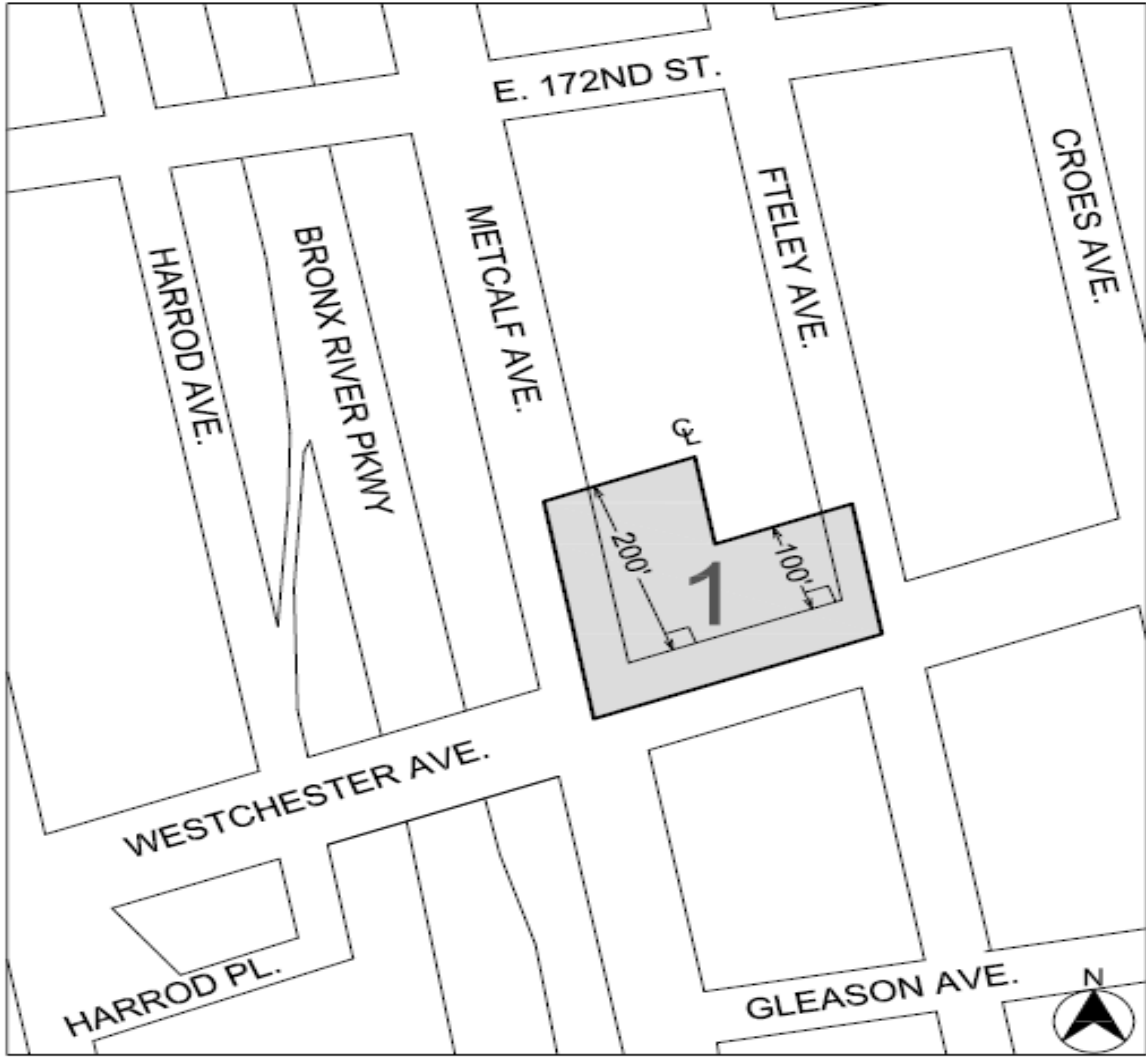 E. 172ND ST.
CROES AVE.
FTELEY AVE.
METCALF AVE.
BRONX RIVER PKWY
HARROD AVE.
℄
200'
100'
1
WESTCHESTER AVE.
HARROD PL.
GLEASON AVE.
N